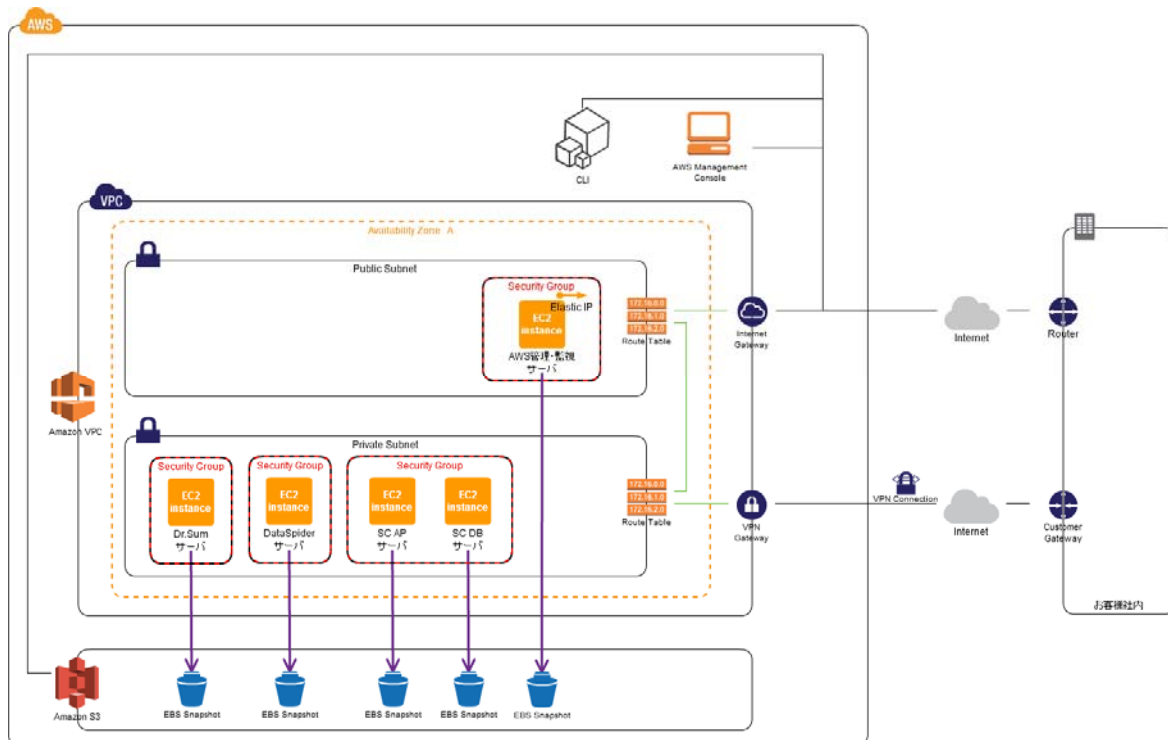 AWS
CLI
AWS Management
Console
VPC
Availability Zone A
Public Subnet
Security Group
Elastic IP
EC2
instance
AWS管理・監視
サーバ
172.16.0.0
172.16.1.0
172.16.2.0
Route Table
Internet
Gateway
Internet
Router
Amazon VPC
Private Subnet
Security Group
EC2
instance
Dr.Sum
サーバ
Security Group
EC2
instance
DataSpider
サーバ
Security Group
EC2
instance
SC AP
サーバ
EC2
instance
SC DB
サーバ
172.16.0.0
172.16.1.0
172.16.2.0
Route Table
VPN
Gateway
VPN Connection
Internet
Customer
Gateway
お客様社内
Amazon S3
EBS Snapshot
EBS Snapshot
EBS Snapshot
EBS Snapshot
EBS Snapshot